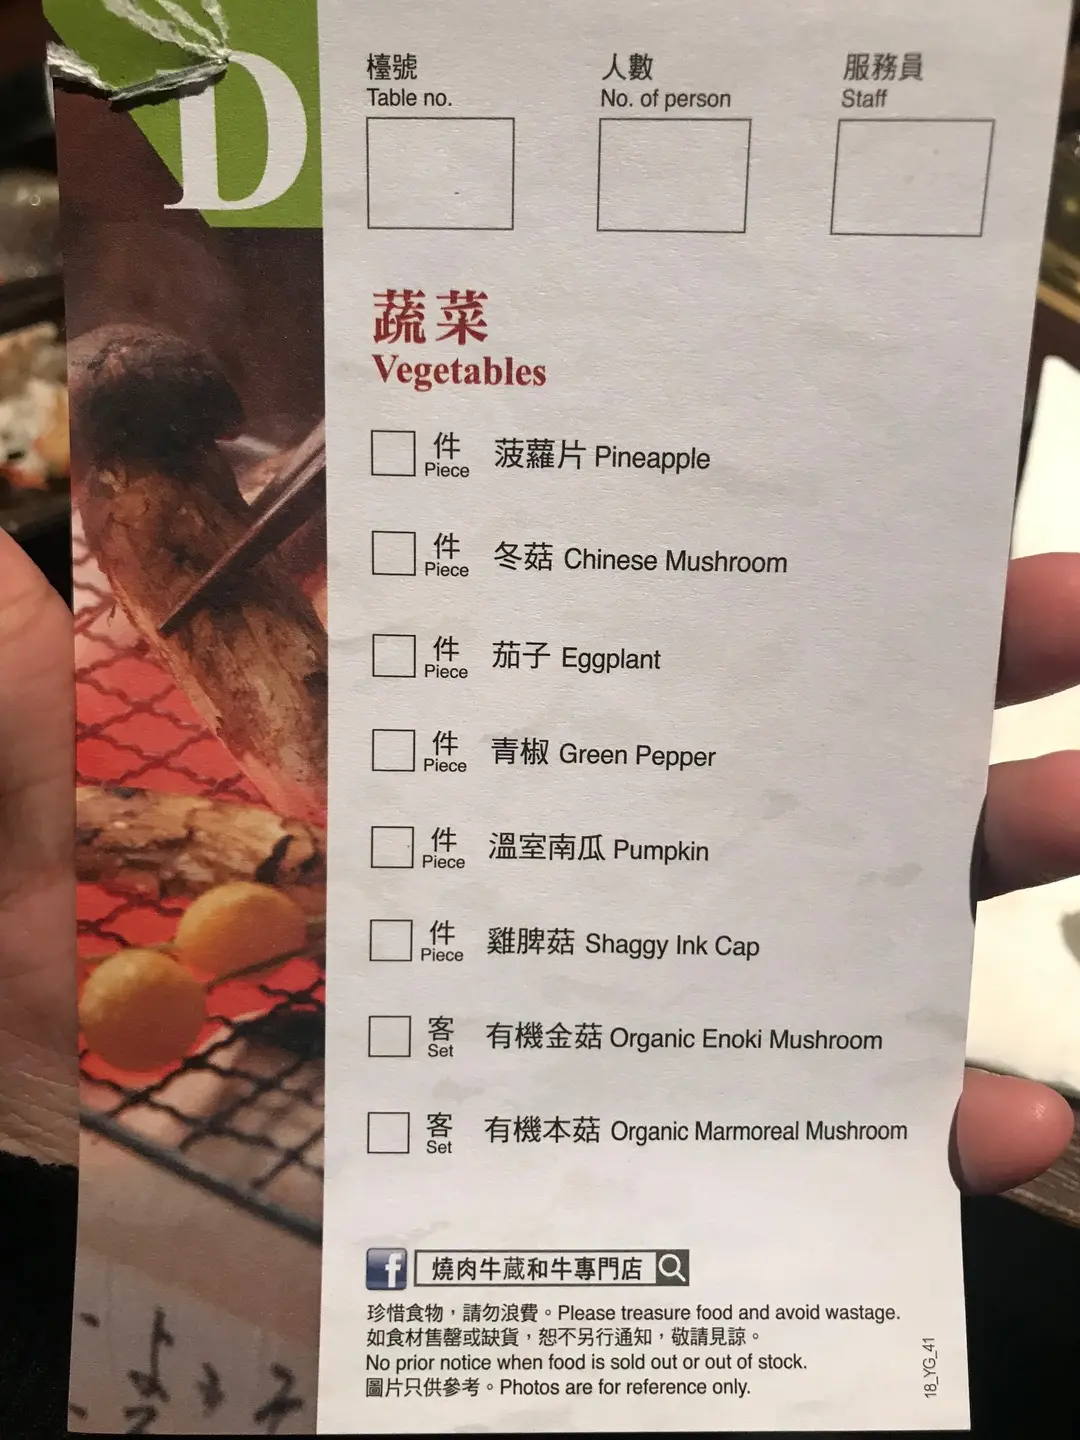 D
檯號 人數 服務員
Table no. No. of person Staff
蔬菜
Vegetables
件 Piece 菠蘿片 Pineapple
件 Piece 冬菇 Chinese Mushroom
件 Piece 茄子 Eggplant
件 Piece 青椒 Green Pepper
件 Piece 溫室南瓜 Pumpkin
件 Piece 雞脾菇 Shaggy Ink Cap
客 Set 有機金菇 Organic Enoki Mushroom
客 Set 有機本菇 Organic Marmoreal Mushroom
f 燒肉牛蔵和牛專門店
珍惜食物，請勿浪費。Please treasure food and avoid wastage.
如食材售罄或缺貨，恕不另行通知，敬請見諒。
No prior notice when food is sold out or out of stock.
圖片只供參考。Photos are for reference only.
18_YG_41